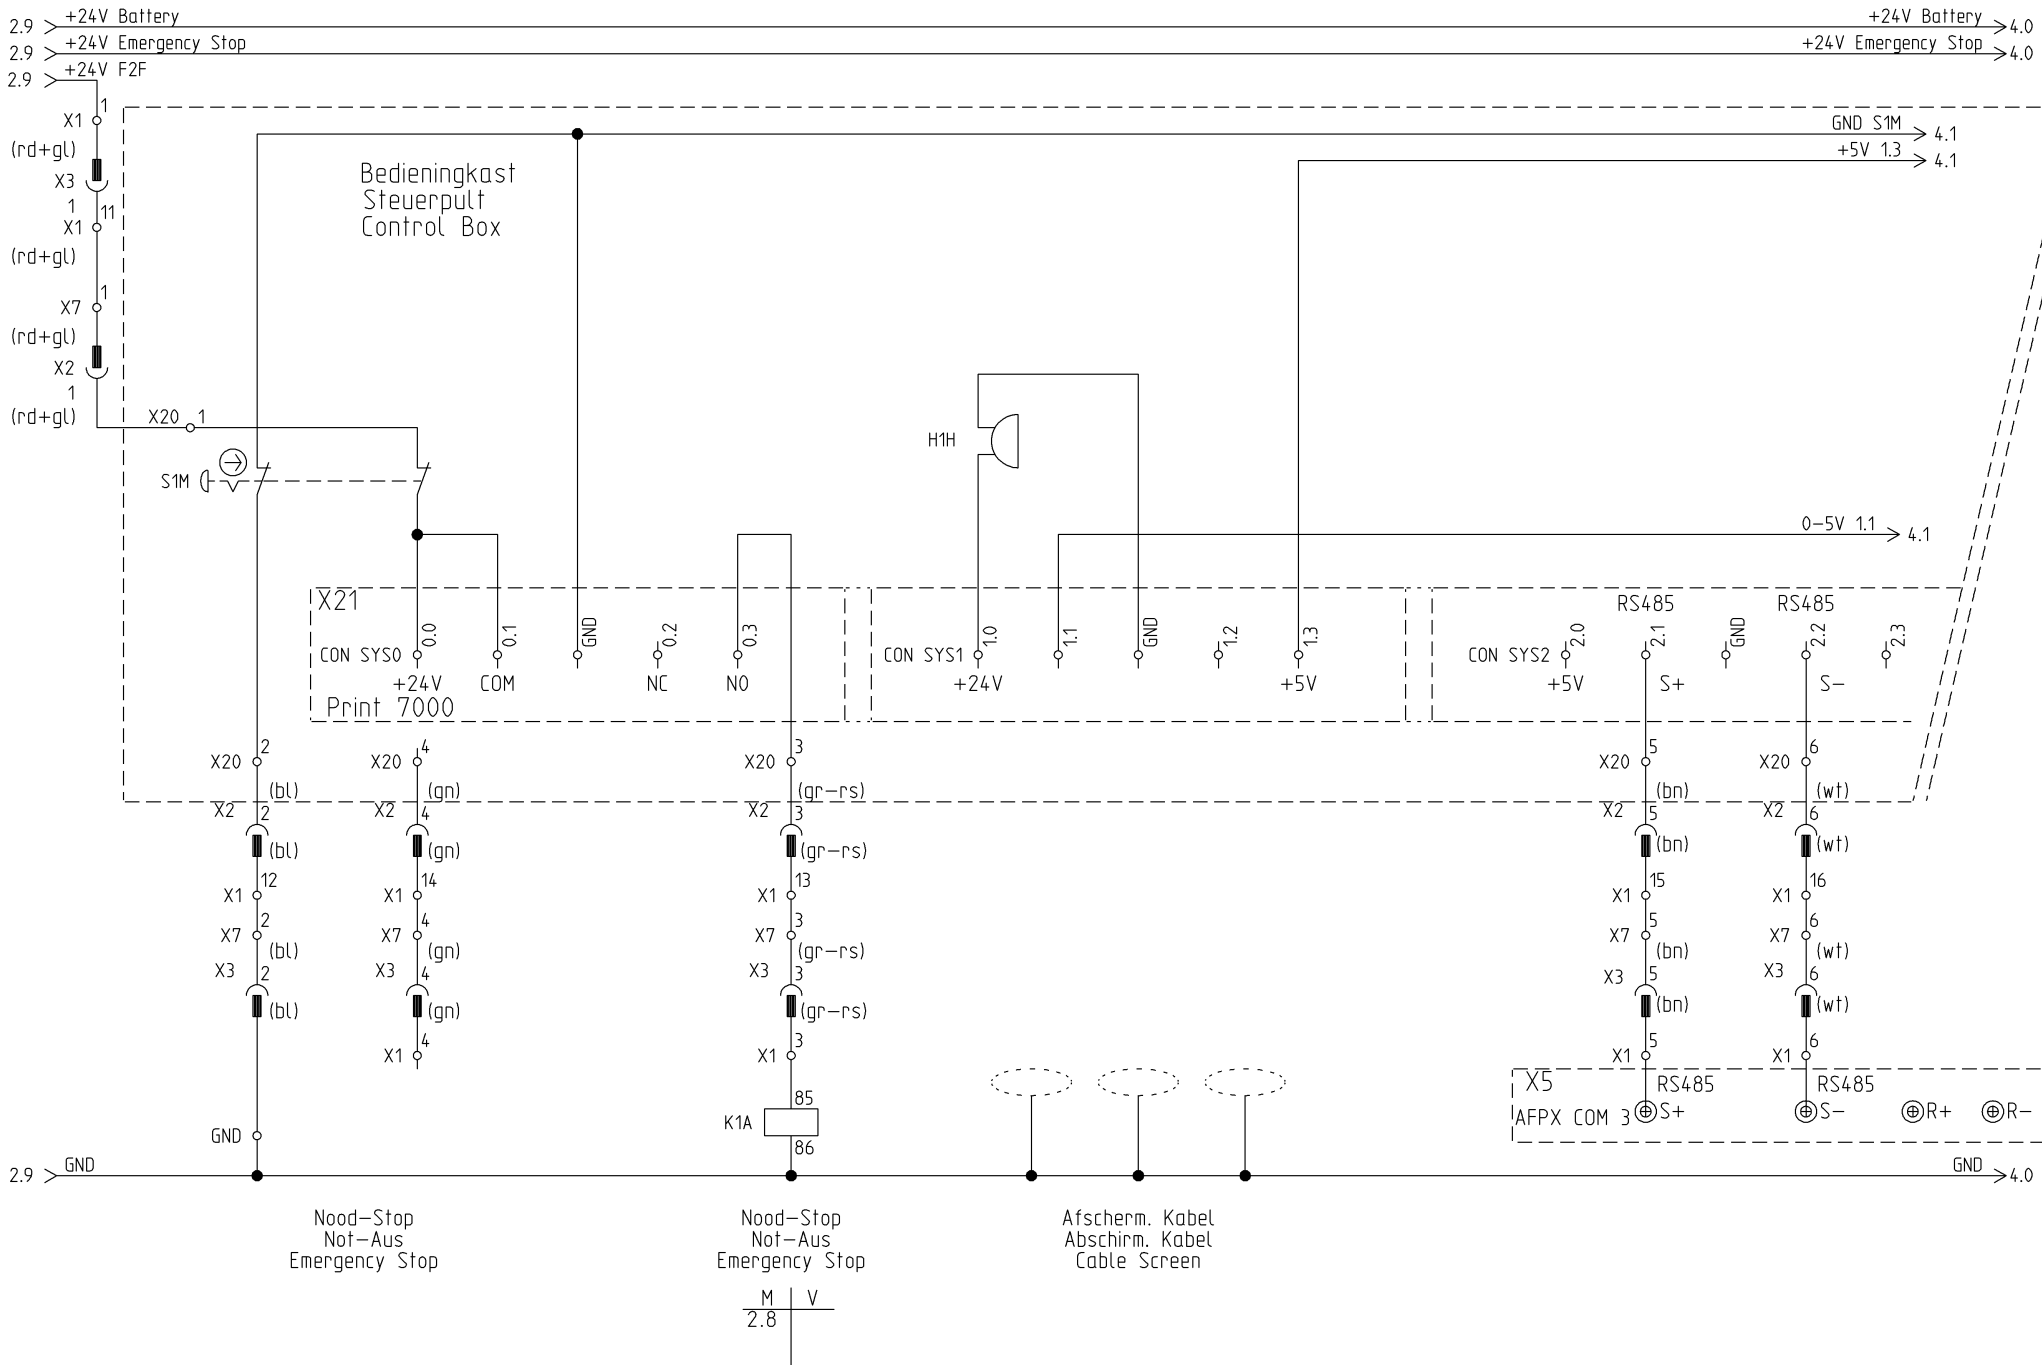 2.9 +24V Battery +24V Battery 4.0
2.9 +24V Emergency Stop +24V Emergency Stop 4.0
2.9 +24V F2F
X1 1
GND S1M 4.1
(rd+gl)
+5V 1.3 4.1
Bedieningkast
Steuerpult
Control Box
X3
1
X1 11
(rd+gl)
X7 1
(rd+gl)
X2
1
(rd+gl)
X20 1
H1H
S1M
0-5V 1.1 4.1
X21
RS485 RS485
CON SYS0 0.0 0.1 GND 0.2 0.3
CON SYS1 1.0 1.1 GND 1.2 1.3
CON SYS2 2.0 2.1 GND 2.2 2.3
+24V COM NC NO +24V +5V +5V S+ S-
Print 7000
X20 2 X20 4 X20 3 X20 5 X20 6
(bl) (gn) (gr-rs) (bn) (wt)
X2 2 X2 4 X2 3 X2 5 X2 6
(bl) (gn) (gr-rs) (bn) (wt)
X1 12 X1 14 X1 13 X1 15 X1 16
X7 2 X7 4 X7 3 X7 5 X7 6
(bl) (gn) (gr-rs) (bn) (wt)
X3 2 X3 4 X3 3 X3 5 X3 6
(bl) (gn) (gr-rs) (bn) (wt)
X1 4 X1 3 X1 5 X1 6
X5 RS485 RS485
85
K1A
86
AFPX COM 3 S+ S- R+ R-
GND
2.9 GND GND 4.0
Nood-Stop
Not-Aus
Emergency Stop
Nood-Stop
Not-Aus
Emergency Stop
Afscherm. Kabel
Abschirm. Kabel
Cable Screen
M V
2.8